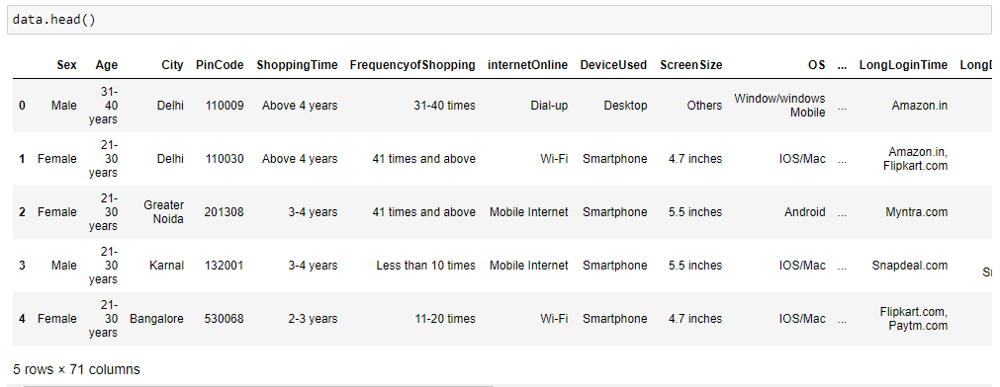 data.head()
Sex Age City PinCode ShoppingTime FrequencyofShopping internetOnline DeviceUsed ScreenSize OS ... LongLoginTime
0 Male 31-40 years Delhi 110009 Above 4 years 31-40 times Dial-up Desktop Others Window/windows Mobile ... Amazon.in
1 Female 21-30 years Delhi 110030 Above 4 years 41 times and above Wi-Fi Smartphone 4.7 inches IOS/Mac ... Amazon.in, Flipkart.com
2 Female 21-30 years Greater Noida 201308 3-4 years 41 times and above Mobile Internet Smartphone 5.5 inches Android ... Myntra.com
3 Male 21-30 years Karnal 132001 3-4 years Less than 10 times Mobile Internet Smartphone 5.5 inches IOS/Mac ... Snapdeal.com
4 Female 21-30 years Bangalore 530068 2-3 years 11-20 times Wi-Fi Smartphone 4.7 inches IOS/Mac ... Flipkart.com, Paytm.com
5 rows × 71 columns